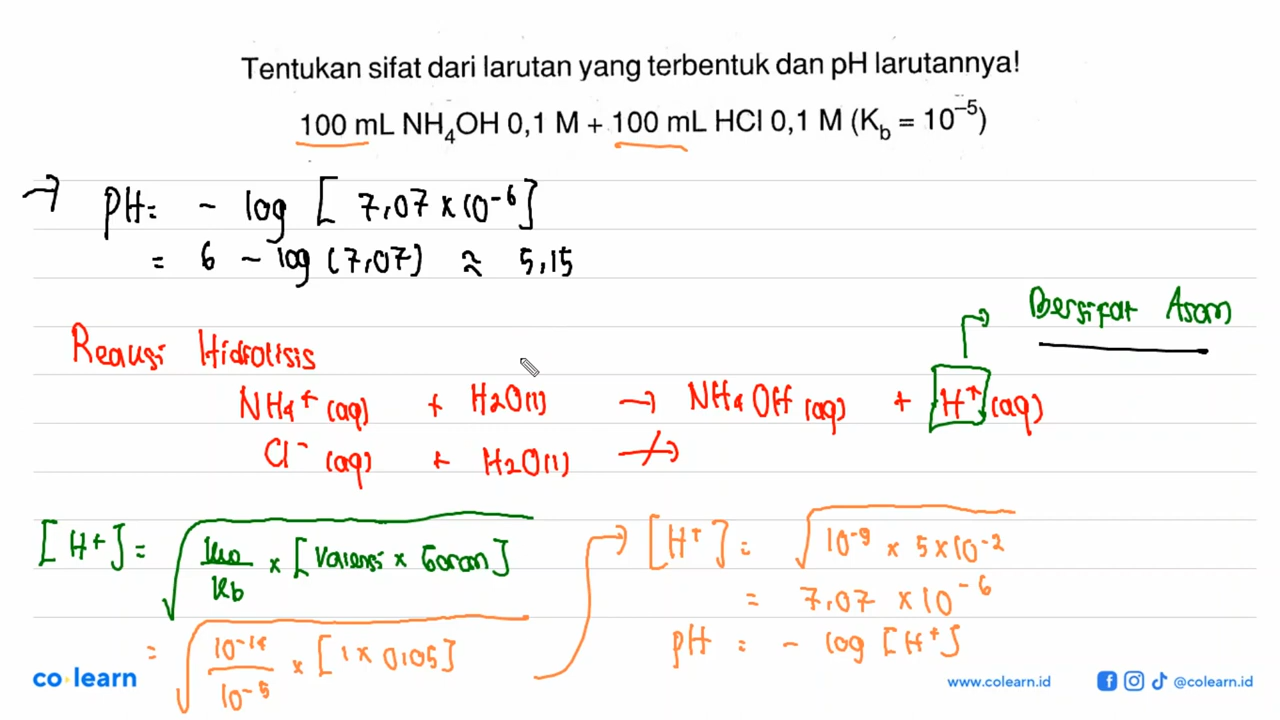 Tentukan sifat dari larutan yang terbentuk dan pH larutannya!
100 mL NH₄OH 0,1 M + 100 mL HCl 0,1 M (K_b = 10⁻⁵)
→ pH = - log [ 7,07 × 10⁻⁶ ]
= 6 - log (7,07) ≈ 5,15
Bersifat Asam
Reaksi Hidrolisis
NH₄⁺ (aq) + H₂O(l) → NH₄OH (aq) + H⁺ (aq)
Cl⁻ (aq) + H₂O(l) ↛
[H⁺] = √(Kw/Kb × [Valensi × Garam])
= √(10⁻¹⁴/10⁻⁵ × [1 × 0,05])
→ [H⁺] = √(10⁻⁹ × 5 × 10⁻²)
= 7,07 × 10⁻⁶
pH = - log [H⁺]
co·learn
www.colearn.id
@colearn.id